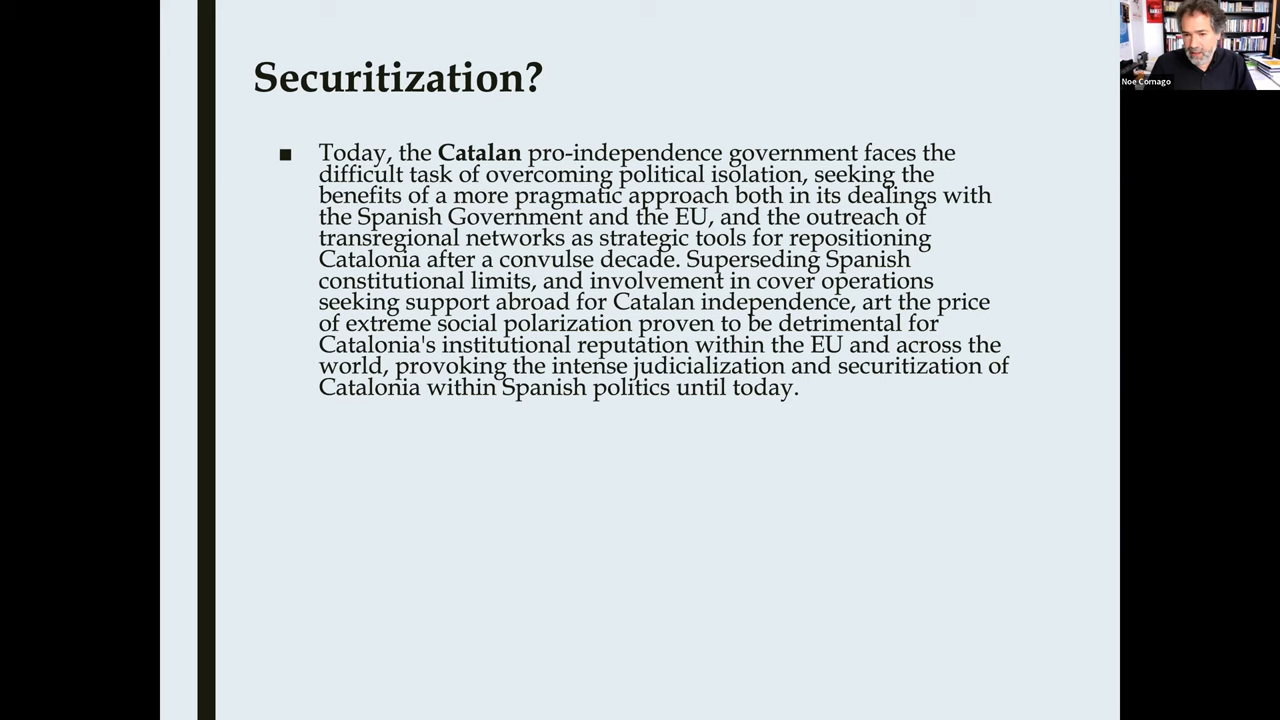 Securitization?
■ Today, the Catalan pro-independence government faces the
difficult task of overcoming political isolation, seeking the
benefits of a more pragmatic approach both in its dealings with
the Spanish Government and the EU, and the outreach of
transregional networks as strategic tools for repositioning
Catalonia after a convulse decade. Superseding Spanish
constitutional limits, and involvement in cover operations
seeking support abroad for Catalan independence, art the price
of extreme social polarization proven to be detrimental for
Catalonia's institutional reputation within the EU and across the
world, provoking the intense judicialization and securitization of
Catalonia within Spanish politics until today.
Noe Cornago